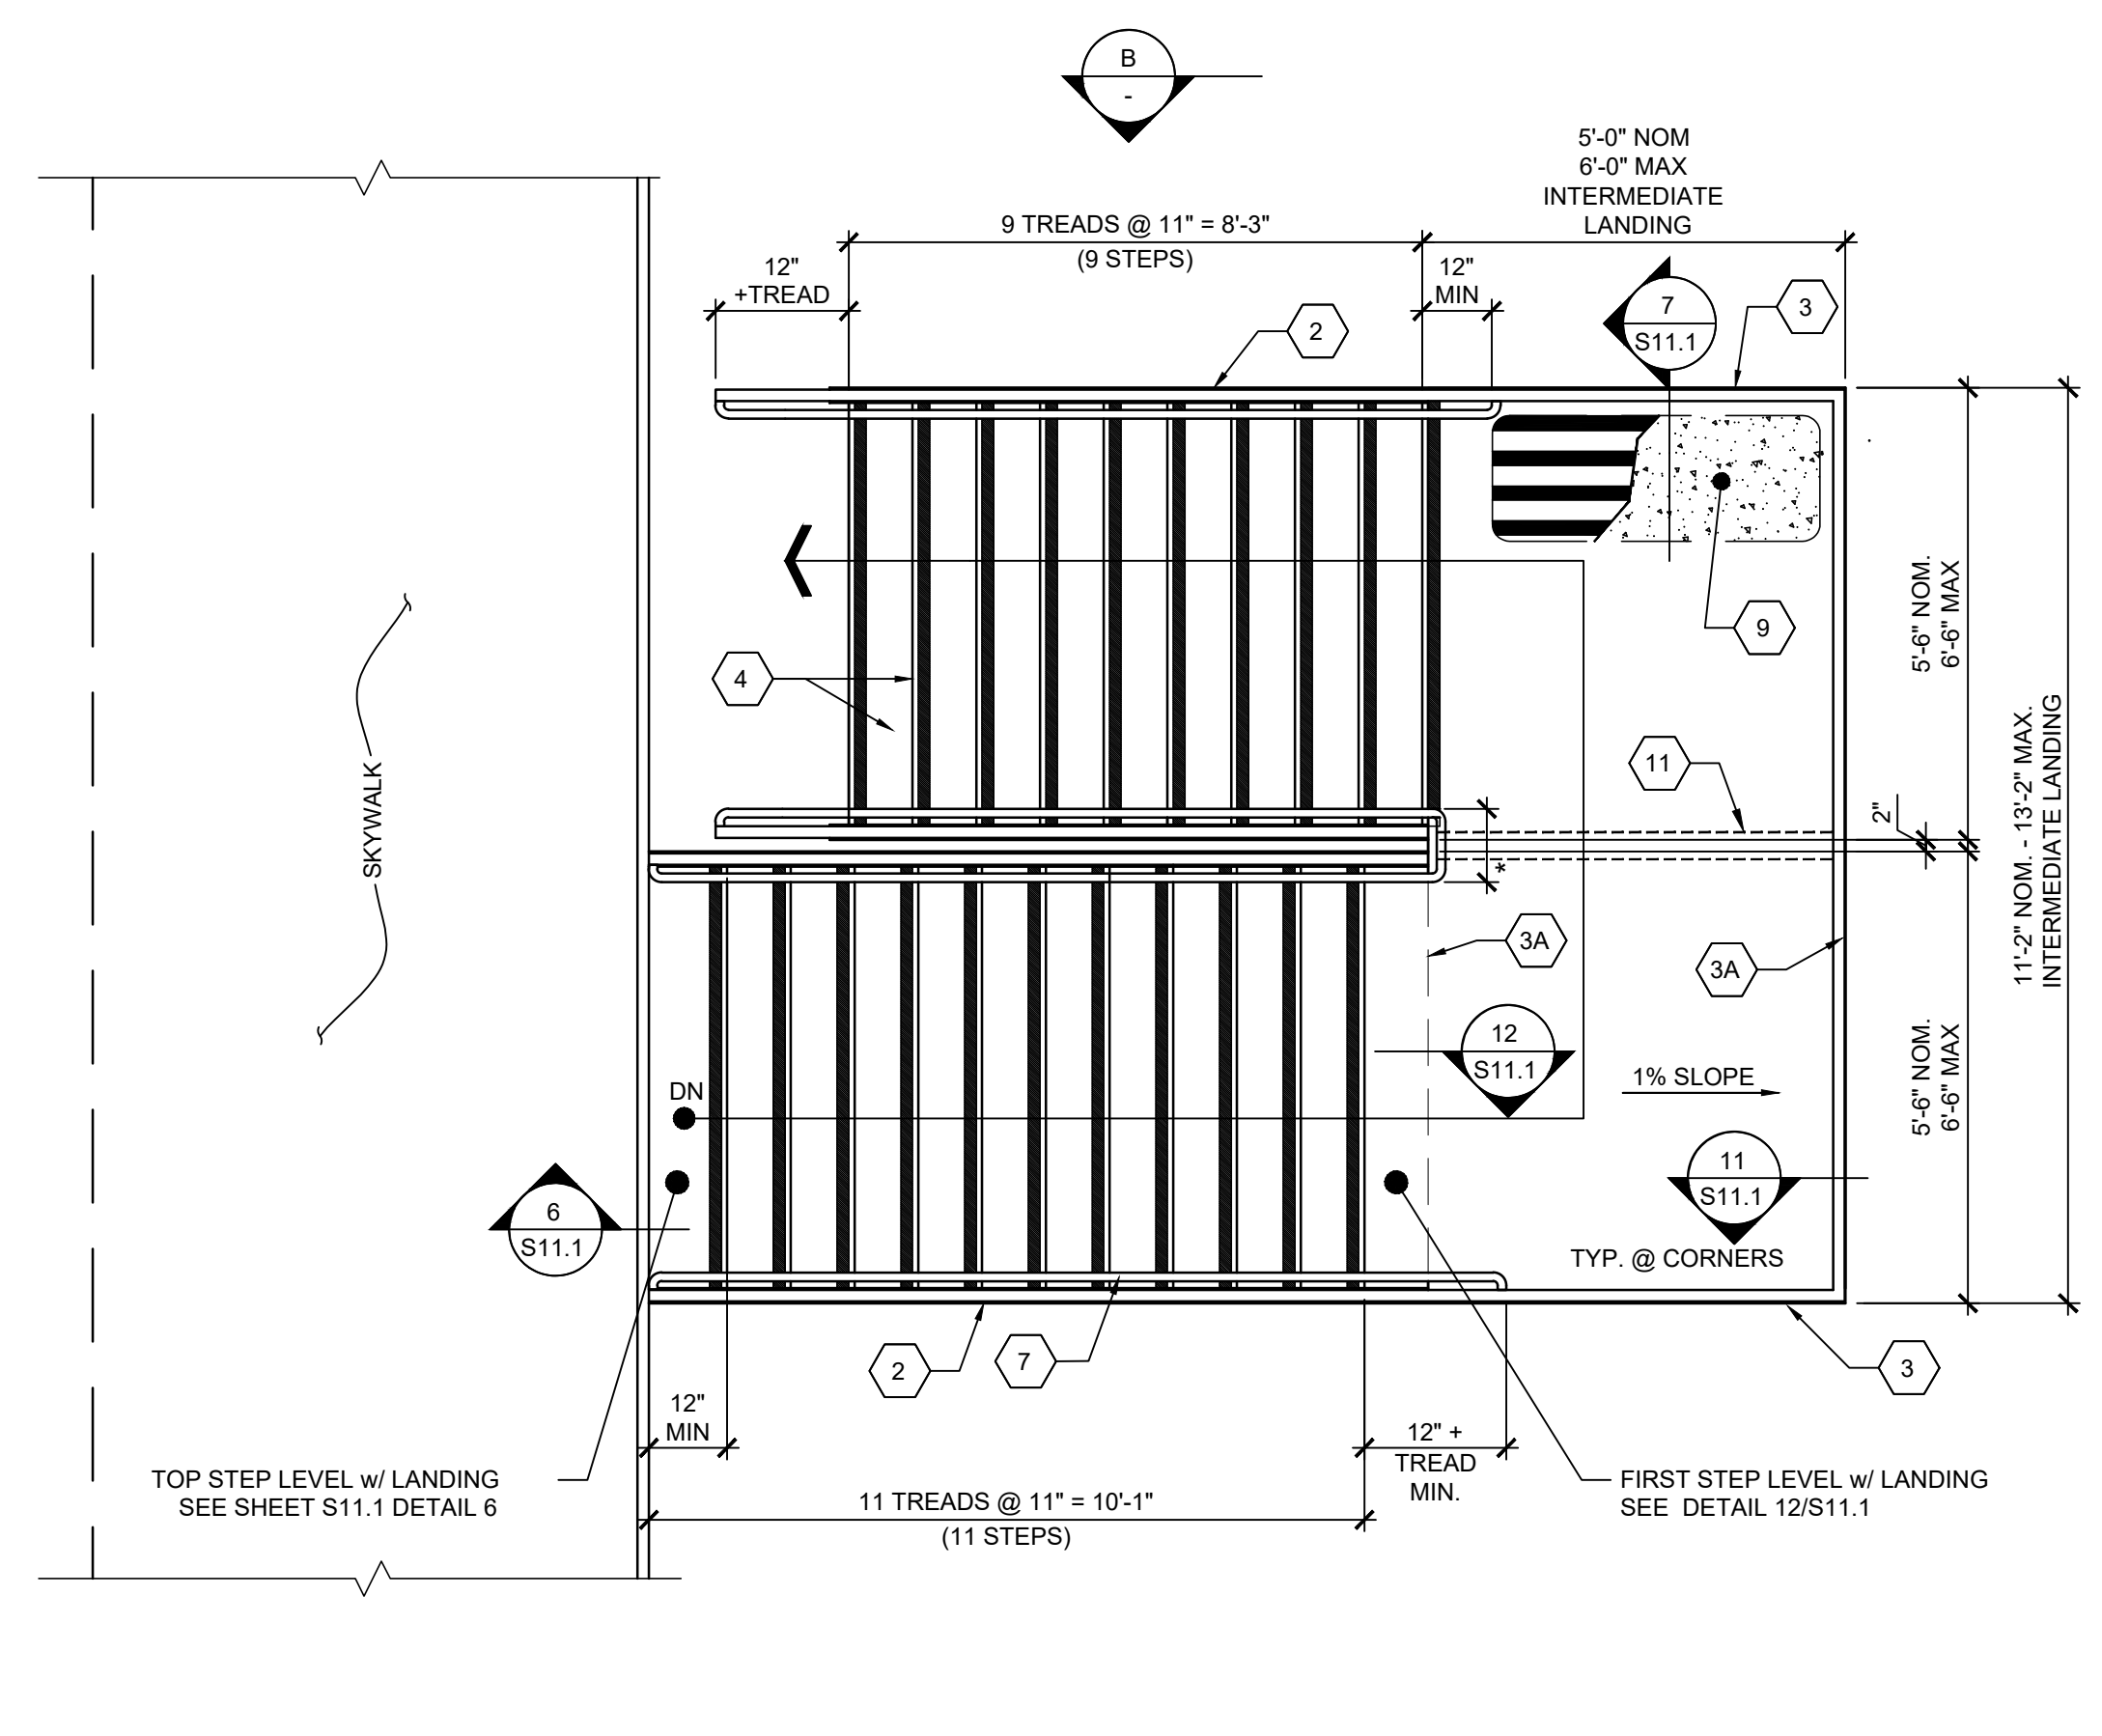 B
-
5'-0" NOM
6'-0" MAX
INTERMEDIATE
LANDING
9 TREADS @ 11" = 8'-3"
(9 STEPS)
12"
+TREAD
12"
MIN
2
7
S11.1
3
9
4
5'-6" NOM.
6'-6" MAX
11
2"
11'-2" NOM. - 13'-2" MAX.
INTERMEDIATE LANDING
SKYWALK
*
3A
3A
12
S11.1
1% SLOPE
5'-6" NOM.
6'-6" MAX
DN
6
S11.1
11
S11.1
TYP. @ CORNERS
2
7
3
12"
MIN
12" +
TREAD
MIN.
TOP STEP LEVEL w/ LANDING
SEE SHEET S11.1 DETAIL 6
11 TREADS @ 11" = 10'-1"
(11 STEPS)
FIRST STEP LEVEL w/ LANDING
SEE DETAIL 12/S11.1